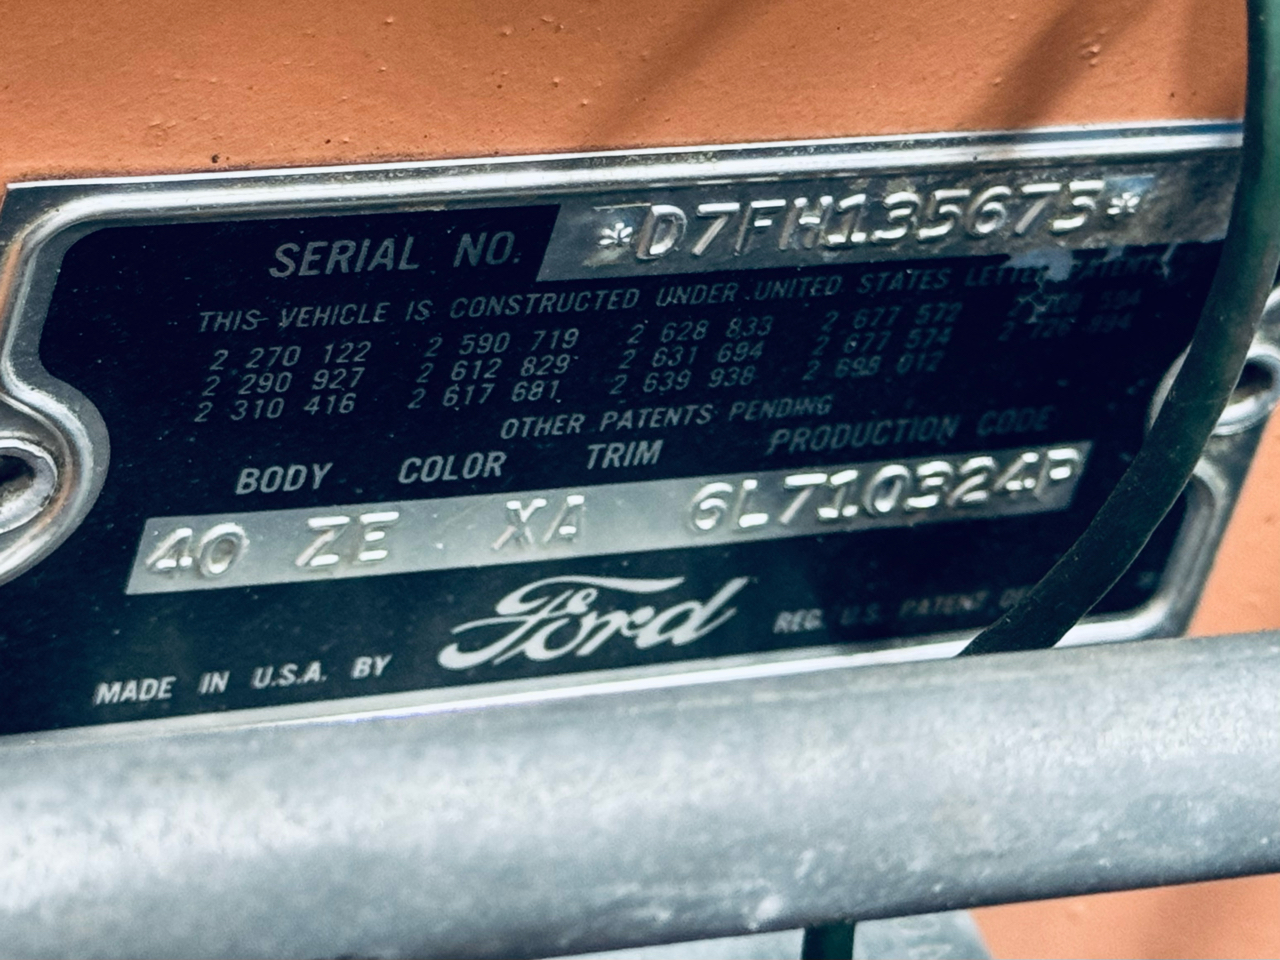 SERIAL NO. *D7FH135675*
THIS VEHICLE IS CONSTRUCTED UNDER UNITED STATES LETTERS PATENTS
2 270 122 2 590 719 2 628 833 2 677 572 2 700 594
2 290 927 2 612 829 2 631 694 2 677 574 2 726 894
2 310 416 2 617 681 2 639 938 2 698 012
OTHER PATENTS PENDING
BODY COLOR TRIM PRODUCTION CODE
40 ZE XA 6L710324P
MADE IN U.S.A. BY Ford REG. U.S. PATENT